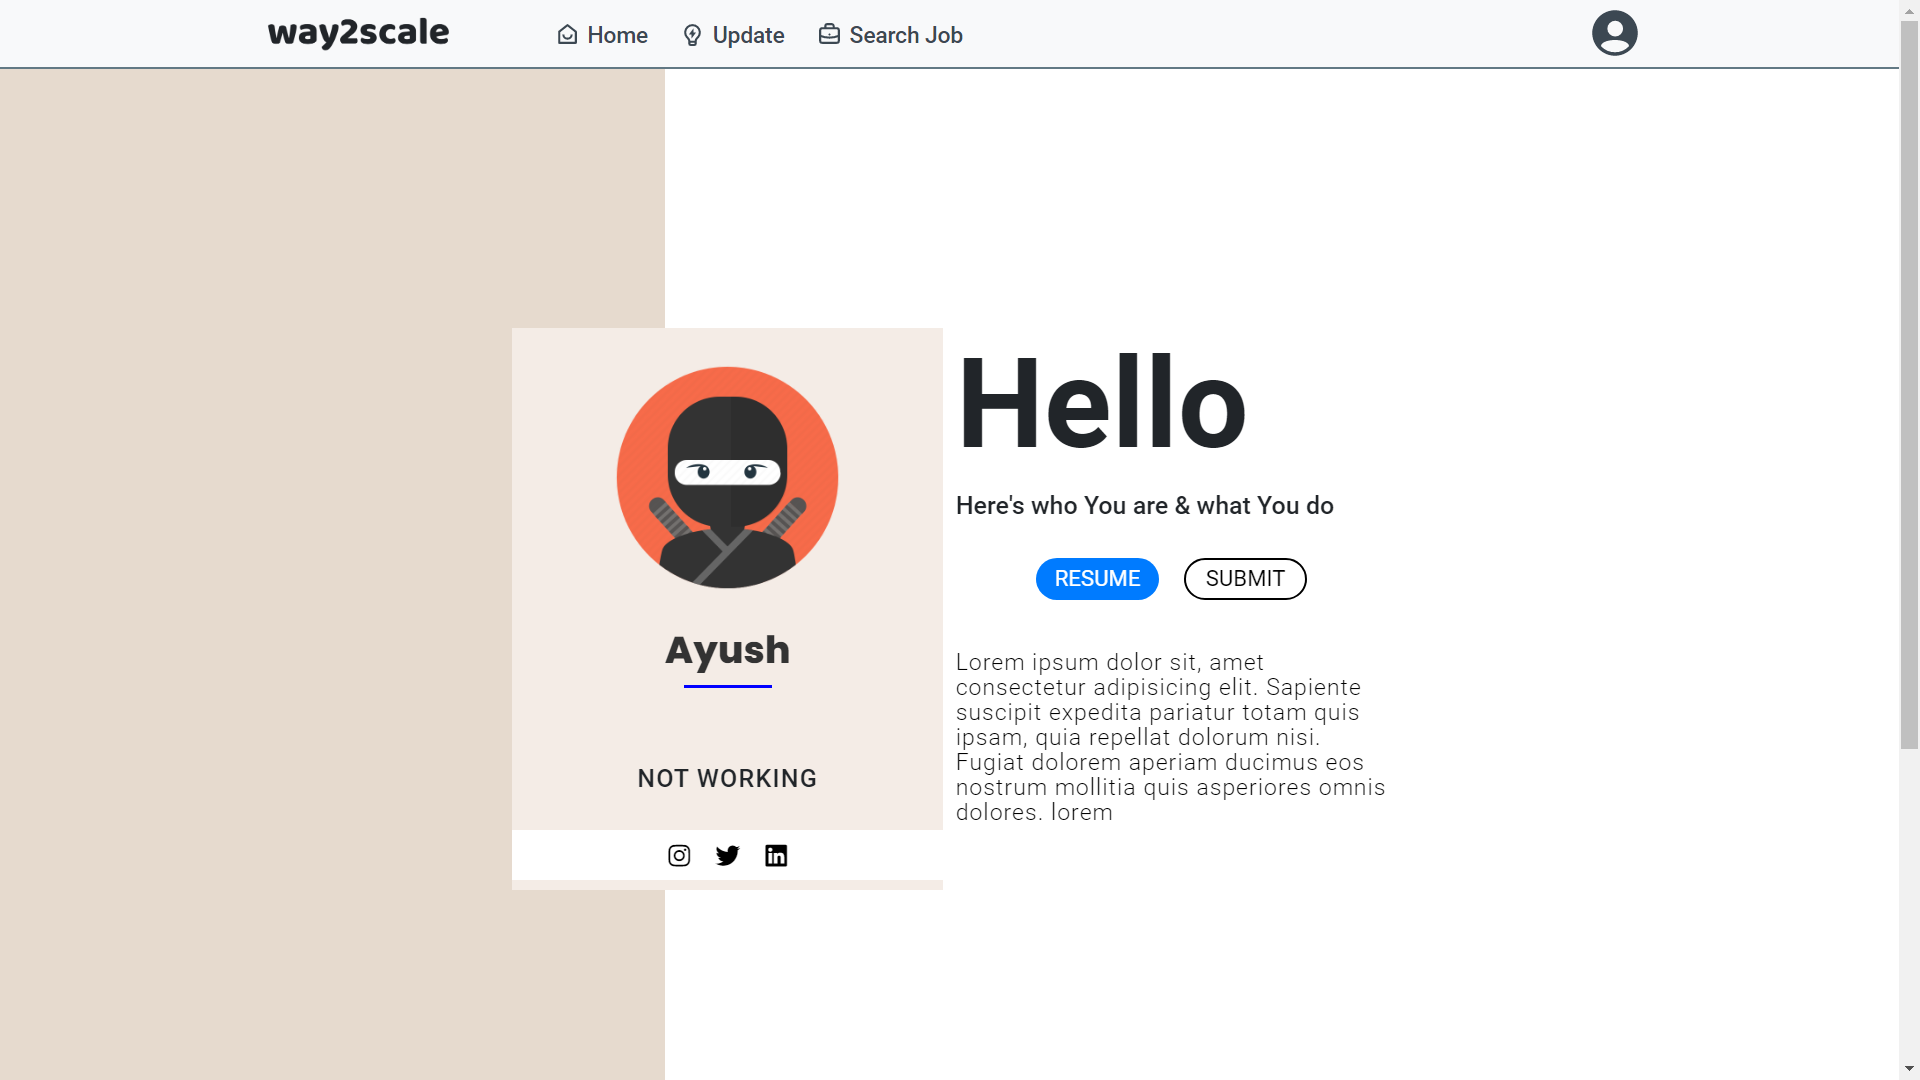 way2scale
Home
Update
Search Job
Ayush
NOT WORKING
Hello
Here's who You are & what You do
RESUME
SUBMIT
Lorem ipsum dolor sit, amet
consectetur adipisicing elit. Sapiente
suscipit expedita pariatur totam quis
ipsam, quia repellat dolorum nisi.
Fugiat dolorem aperiam ducimus eos
nostrum mollitia quis asperiores omnis
dolores. lorem